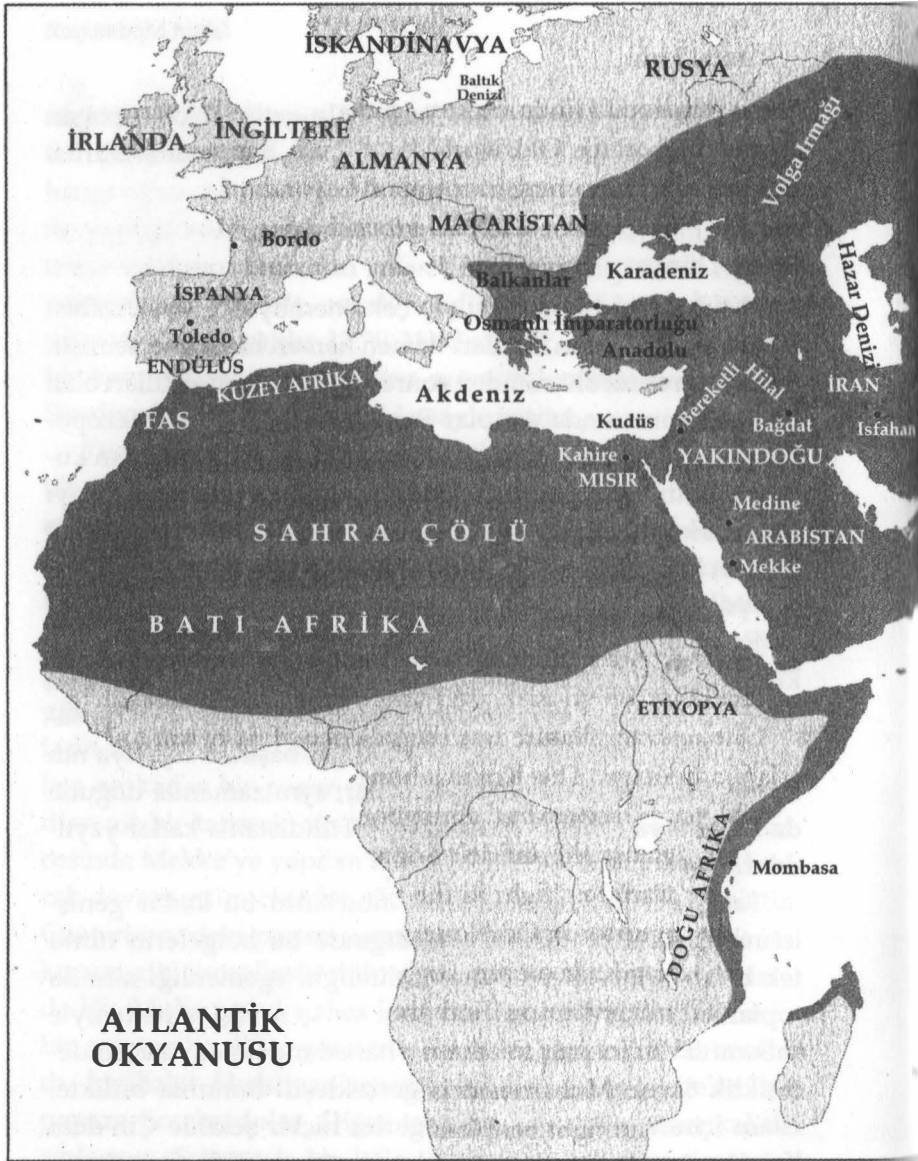 İSKANDİNAVYA
Baltık
Denizi
RUSYA
İRLANDA
İNGİLTERE
ALMANYA
Volga Irmağı
MACARİSTAN
Bordo
Balkanlar
Karadeniz
Hazar Denizi
İSPANYA
Toledo
ENDÜLÜS
Osmanlı İmparatorluğu
Anadolu
KUZEY AFRİKA
Akdeniz
Bereketli Hilal
İRAN
FAS
Kudüs
Bağdat
Isfahan
Kahire
MISIR
YAKINDOĞU
Medine
SAHRA ÇÖLÜ
ARABİSTAN
Mekke
BATI AFRİKA
ETİYOPYA
DOĞU AFRİKA
Mombasa
ATLANTİK
OKYANUSU